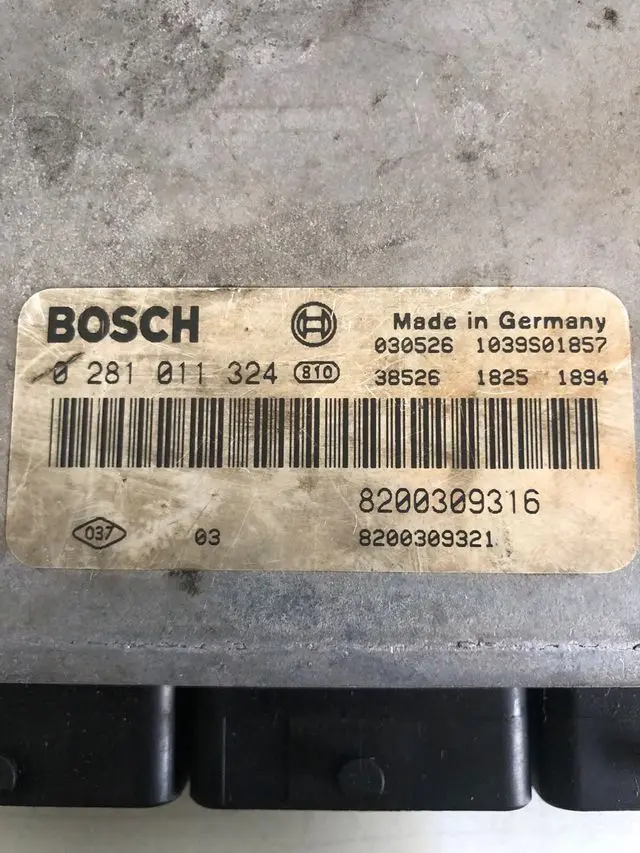 BOSCH
Made in Germany
030526 1039S01857
0 281 011 324 810
38526 1825 1894
8200309316
037 03 8200309321